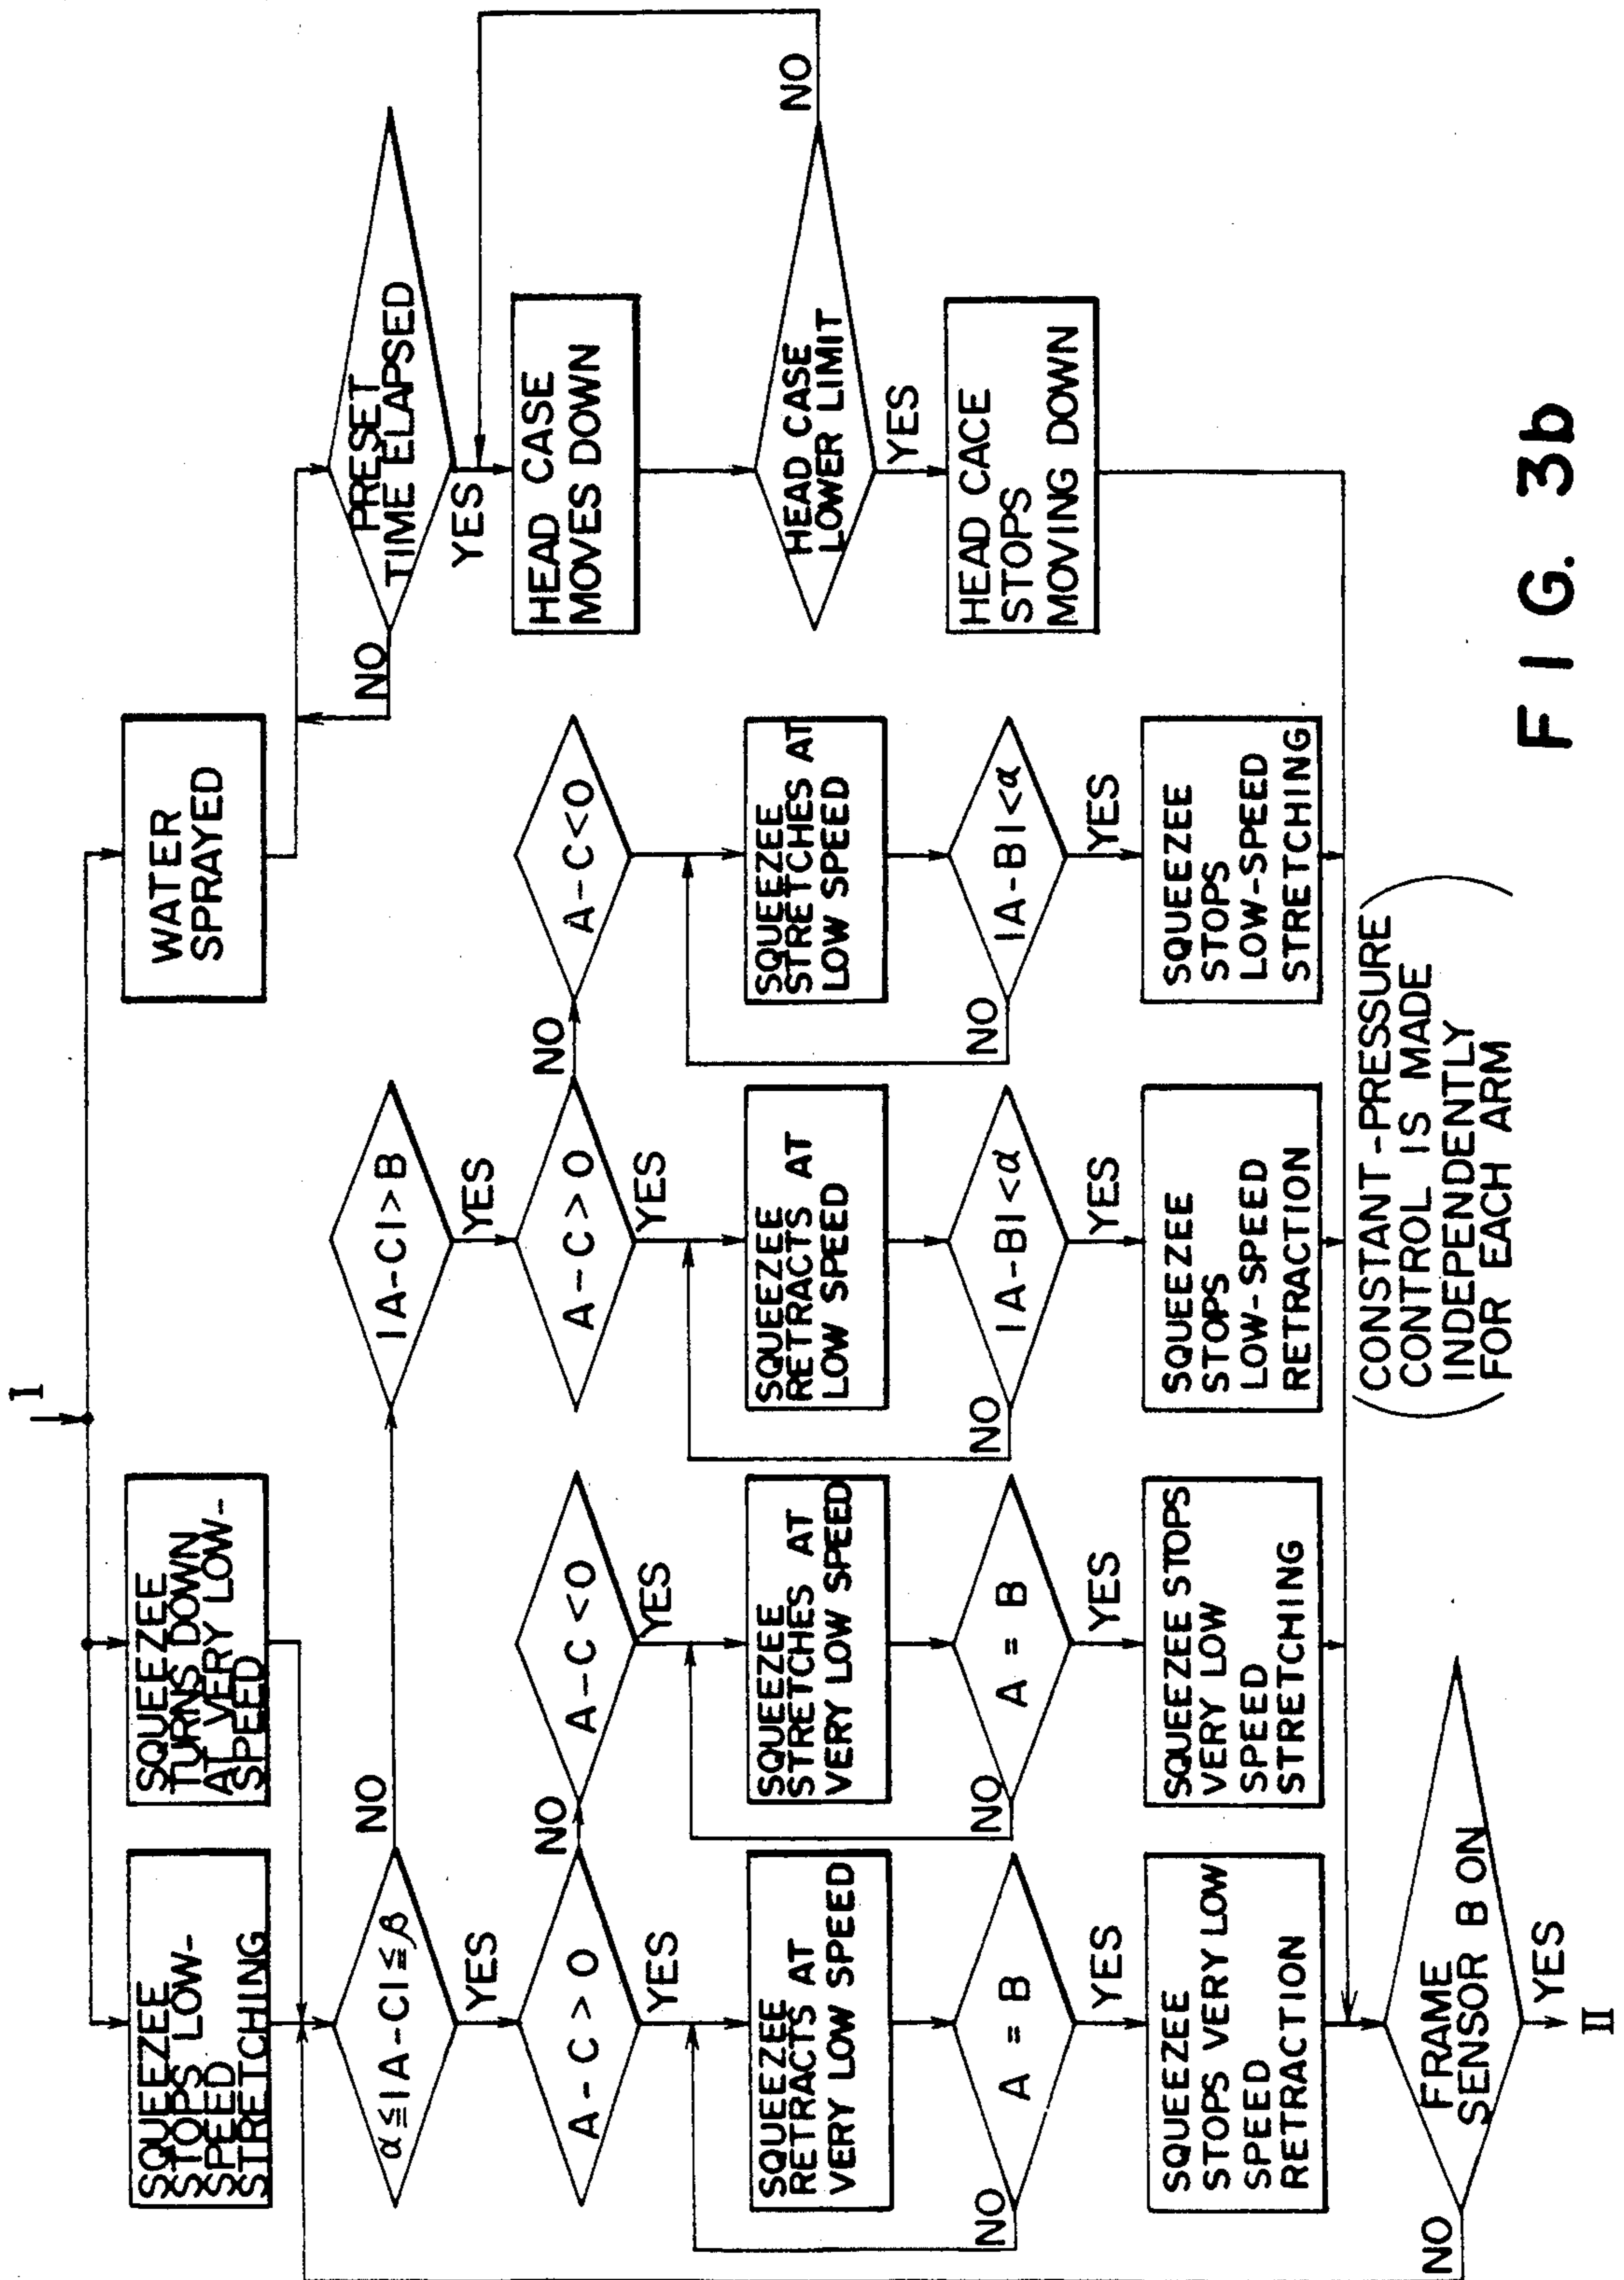 I
SQUEEZEE
STOPS LOW-
SPEED
STRETCHING
SQUEEZEE
TURNS DOWN
AT VERY LOW-
SPEED
WATER
SPRAYED
α≦|A-C|≦β
NO
YES
|A-C|>B
YES
PRESET
TIME ELAPSED
NO
YES
A-C>O
NO
YES
A-C<O
YES
A-C>O
NO
YES
A-C<O
HEAD CASE
MOVES DOWN
SQUEEZEE
RETRACTS AT
VERY LOW SPEED
SQUEEZEE
STRETCHES AT
VERY LOW SPEED
SQUEEZEE
RETRACTS AT
LOW SPEED
SQUEEZEE
STRETCHES AT
LOW SPEED
HEAD CASE
LOWER LIMIT
NO
YES
A = B
NO
YES
A = B
NO
YES
|A-B|<α
NO
YES
|A-B|<α
NO
YES
HEAD CACE
STOPS
MOVING DOWN
SQUEEZEE
STOPS VERY LOW
SPEED
RETRACTION
SQUEEZEE STOPS
VERY LOW
SPEED
STRETCHING
SQUEEZEE
STOPS
LOW-SPEED
RETRACTION
SQUEEZEE
STOPS
LOW-SPEED
STRETCHING
(CONSTANT-PRESSURE
CONTROL IS MADE
INDEPENDENTLY
FOR EACH ARM)
FRAME
SENSOR B ON
NO
YES
II
FIG. 3b